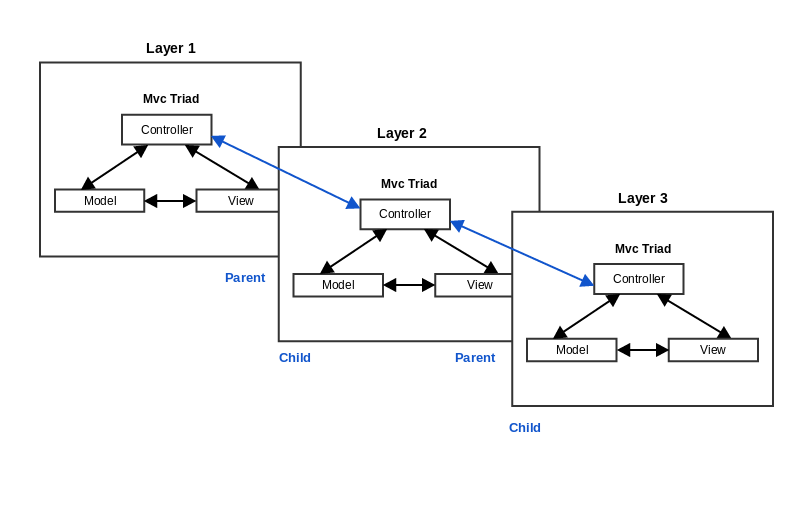 Layer 1
Mvc Triad
Controller
Model
View
Parent
Layer 2
Mvc Triad
Controller
Model
View
Child
Parent
Layer 3
Mvc Triad
Controller
Model
View
Child